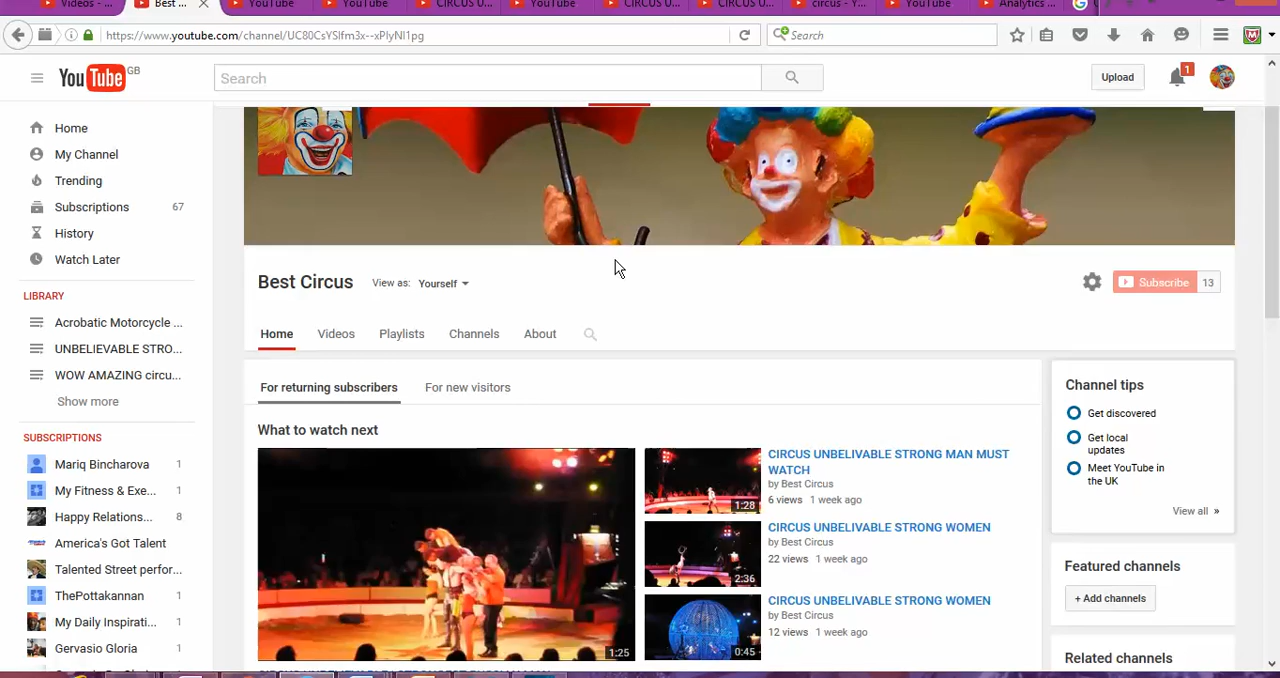 Videos - ...
Best ...
YouTube
YouTube
CIRCUS U...
YouTube
CIRCUS U...
CIRCUS U...
circus - Y...
YouTube
Analytics ...
https://www.youtube.com/channel/UC80CsYSlfm3x--xPlyNl1pg
Search
YouTube GB
Search
Upload
1
Home
My Channel
Trending
Subscriptions 67
History
Watch Later
LIBRARY
Acrobatic Motorcycle ...
UNBELIEVABLE STRO...
WOW AMAZING circu...
Show more
SUBSCRIPTIONS
Mariq Bincharova 1
My Fitness & Exe... 1
Happy Relations... 8
America's Got Talent
Talented Street perfor...
ThePottakannan 1
My Daily Inspirati... 1
Gervasio Gloria 1
Best Circus
View as: Yourself
Subscribe 13
Home Videos Playlists Channels About
For returning subscribers For new visitors
What to watch next
1:25
1:28
CIRCUS UNBELIVABLE STRONG MAN MUST
WATCH
by Best Circus
6 views 1 week ago
2:36
CIRCUS UNBELIVABLE STRONG WOMEN
by Best Circus
22 views 1 week ago
0:45
CIRCUS UNBELIVABLE STRONG WOMEN
by Best Circus
12 views 1 week ago
Channel tips
Get discovered
Get local
updates
Meet YouTube in
the UK
View all »
Featured channels
+ Add channels
Related channels